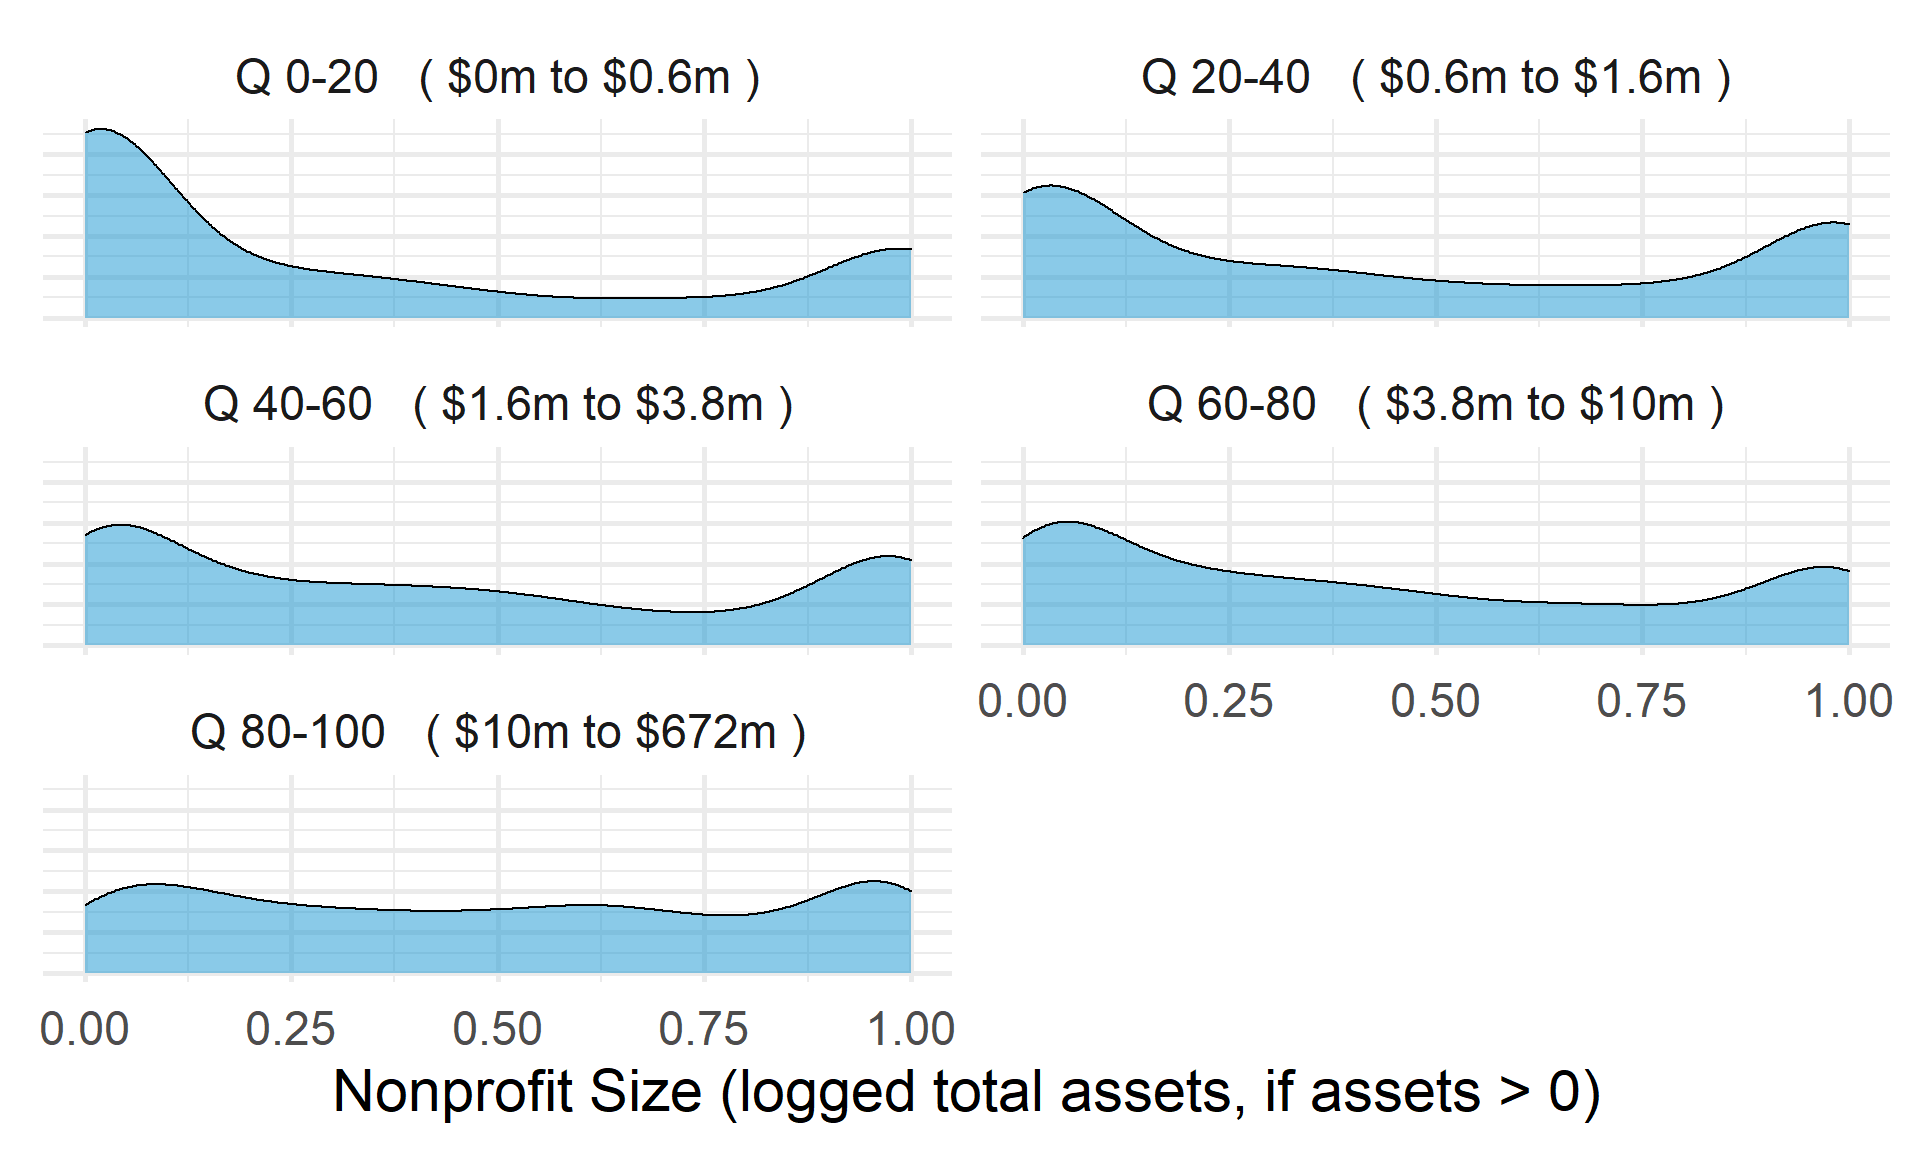 Q 0-20 ( $0m to $0.6m )
Q 20-40 ( $0.6m to $1.6m )
Q 40-60 ( $1.6m to $3.8m )
Q 60-80 ( $3.8m to $10m )
0.00 0.25 0.50 0.75 1.00
Q 80-100 ( $10m to $672m )
0.00 0.25 0.50 0.75 1.00
Nonprofit Size (logged total assets, if assets > 0)